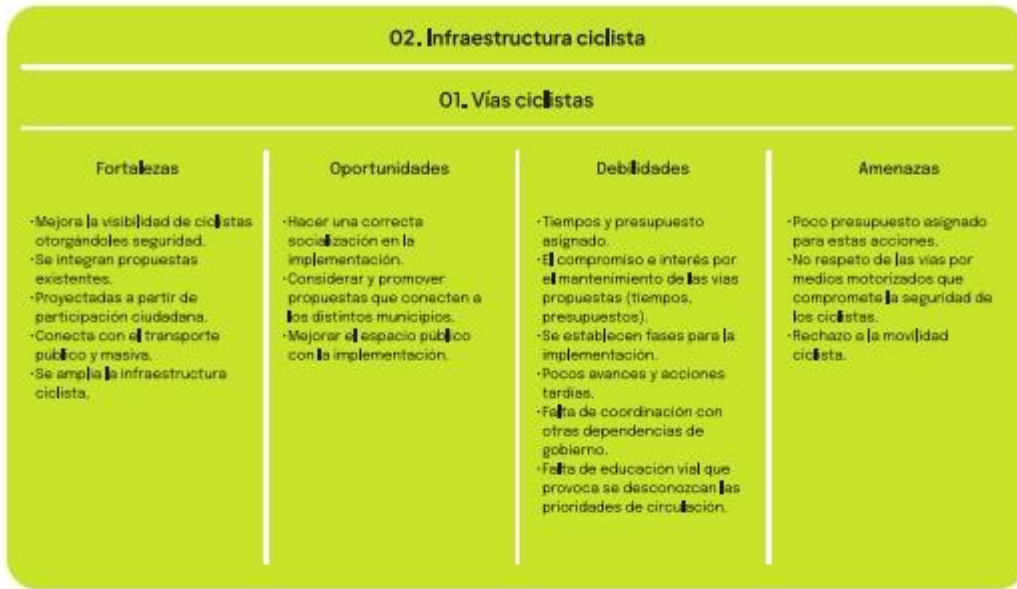 02. Infraestructura ciclista
01. Vías ciclistas
Fortalezas
•Mejora la visibilidad de ciclistas
otorgándoles seguridad.
•Se integran propuestas
existentes.
•Proyectadas a partir de
participación ciudadana.
•Conecta con el transporte
público y masiva.
•Se amplia la infraestructura
ciclista.
Oportunidades
•Hacer una correcta
socialización en la
implementación.
•Considerar y promover
propuestas que conecten a
los distintos municipios.
•Mejorar el espacio público
con la implementación.
Debilidades
•Tiempos y presupuesto
asignado.
•El compromiso e interés por
el mantenimiento de las vías
propuestas (tiempos,
presupuestos).
•Se establecen fases para la
implementación.
•Pocos avances y acciones
tardías.
•Falta de coordinación con
otras dependencias de
gobierno.
•Falta de educación vial que
provoca se desconozcan las
prioridades de circulación.
Amenazas
•Poco presupuesto asignado
para estas acciones.
•No respeto de las vías por
medios motorizados que
compromete la seguridad de
los ciclistas.
•Rechazo a la movilidad
ciclista.